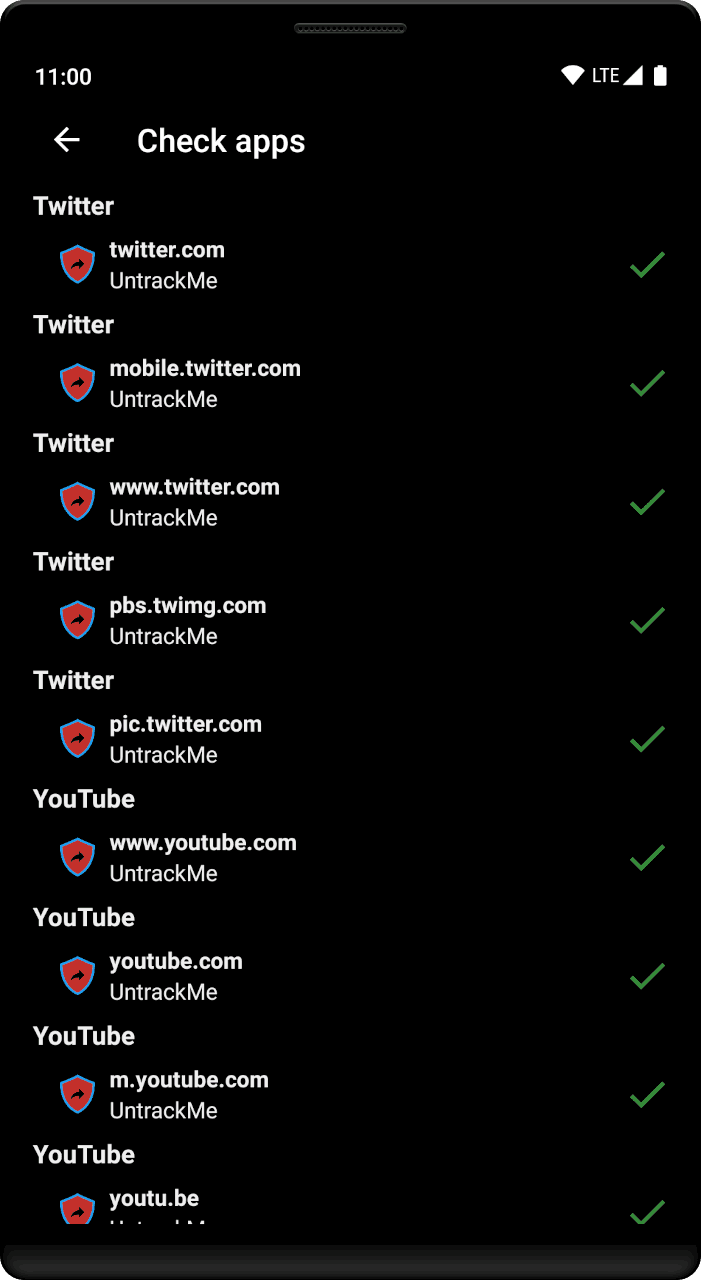 11:00
LTE
Check apps
Twitter
twitter.com
UntrackMe
Twitter
mobile.twitter.com
UntrackMe
Twitter
www.twitter.com
UntrackMe
Twitter
pbs.twimg.com
UntrackMe
Twitter
pic.twitter.com
UntrackMe
YouTube
www.youtube.com
UntrackMe
YouTube
youtube.com
UntrackMe
YouTube
m.youtube.com
UntrackMe
YouTube
youtu.be